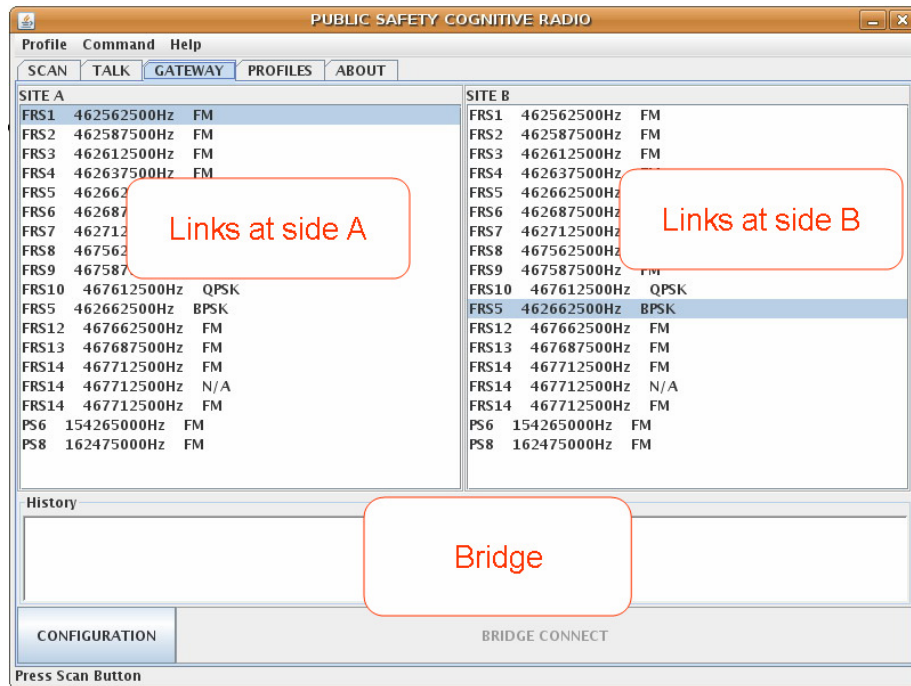 PUBLIC SAFETY COGNITIVE RADIO
Profile Command Help
SCAN TALK GATEWAY PROFILES ABOUT
SITE A
FRS1 462562500Hz FM
FRS2 462587500Hz FM
FRS3 462612500Hz FM
FRS4 462637500Hz FM
FRS5 462662
FRS6 462687
FRS7 462712
FRS8 467562
FRS9 467587
FRS10 467612500Hz QPSK
FRS5 462662500Hz BPSK
FRS12 467662500Hz FM
FRS13 467687500Hz FM
FRS14 467712500Hz FM
FRS14 467712500Hz N/A
FRS14 467712500Hz FM
PS6 154265000Hz FM
PS8 162475000Hz FM
Links at side A
SITE B
FRS1 462562500Hz FM
FRS2 462587500Hz FM
FRS3 462612500Hz FM
FRS4 462637500Hz
FRS5 462662500Hz
FRS6 462687500Hz
FRS7 462712500Hz
FRS8 467562500Hz
FRS9 467587500Hz FM
FRS10 467612500Hz QPSK
FRS5 462662500Hz BPSK
FRS12 467662500Hz FM
FRS13 467687500Hz FM
FRS14 467712500Hz FM
FRS14 467712500Hz N/A
FRS14 467712500Hz FM
PS6 154265000Hz FM
PS8 162475000Hz FM
Links at side B
History
Bridge
CONFIGURATION BRIDGE CONNECT
Press Scan Button